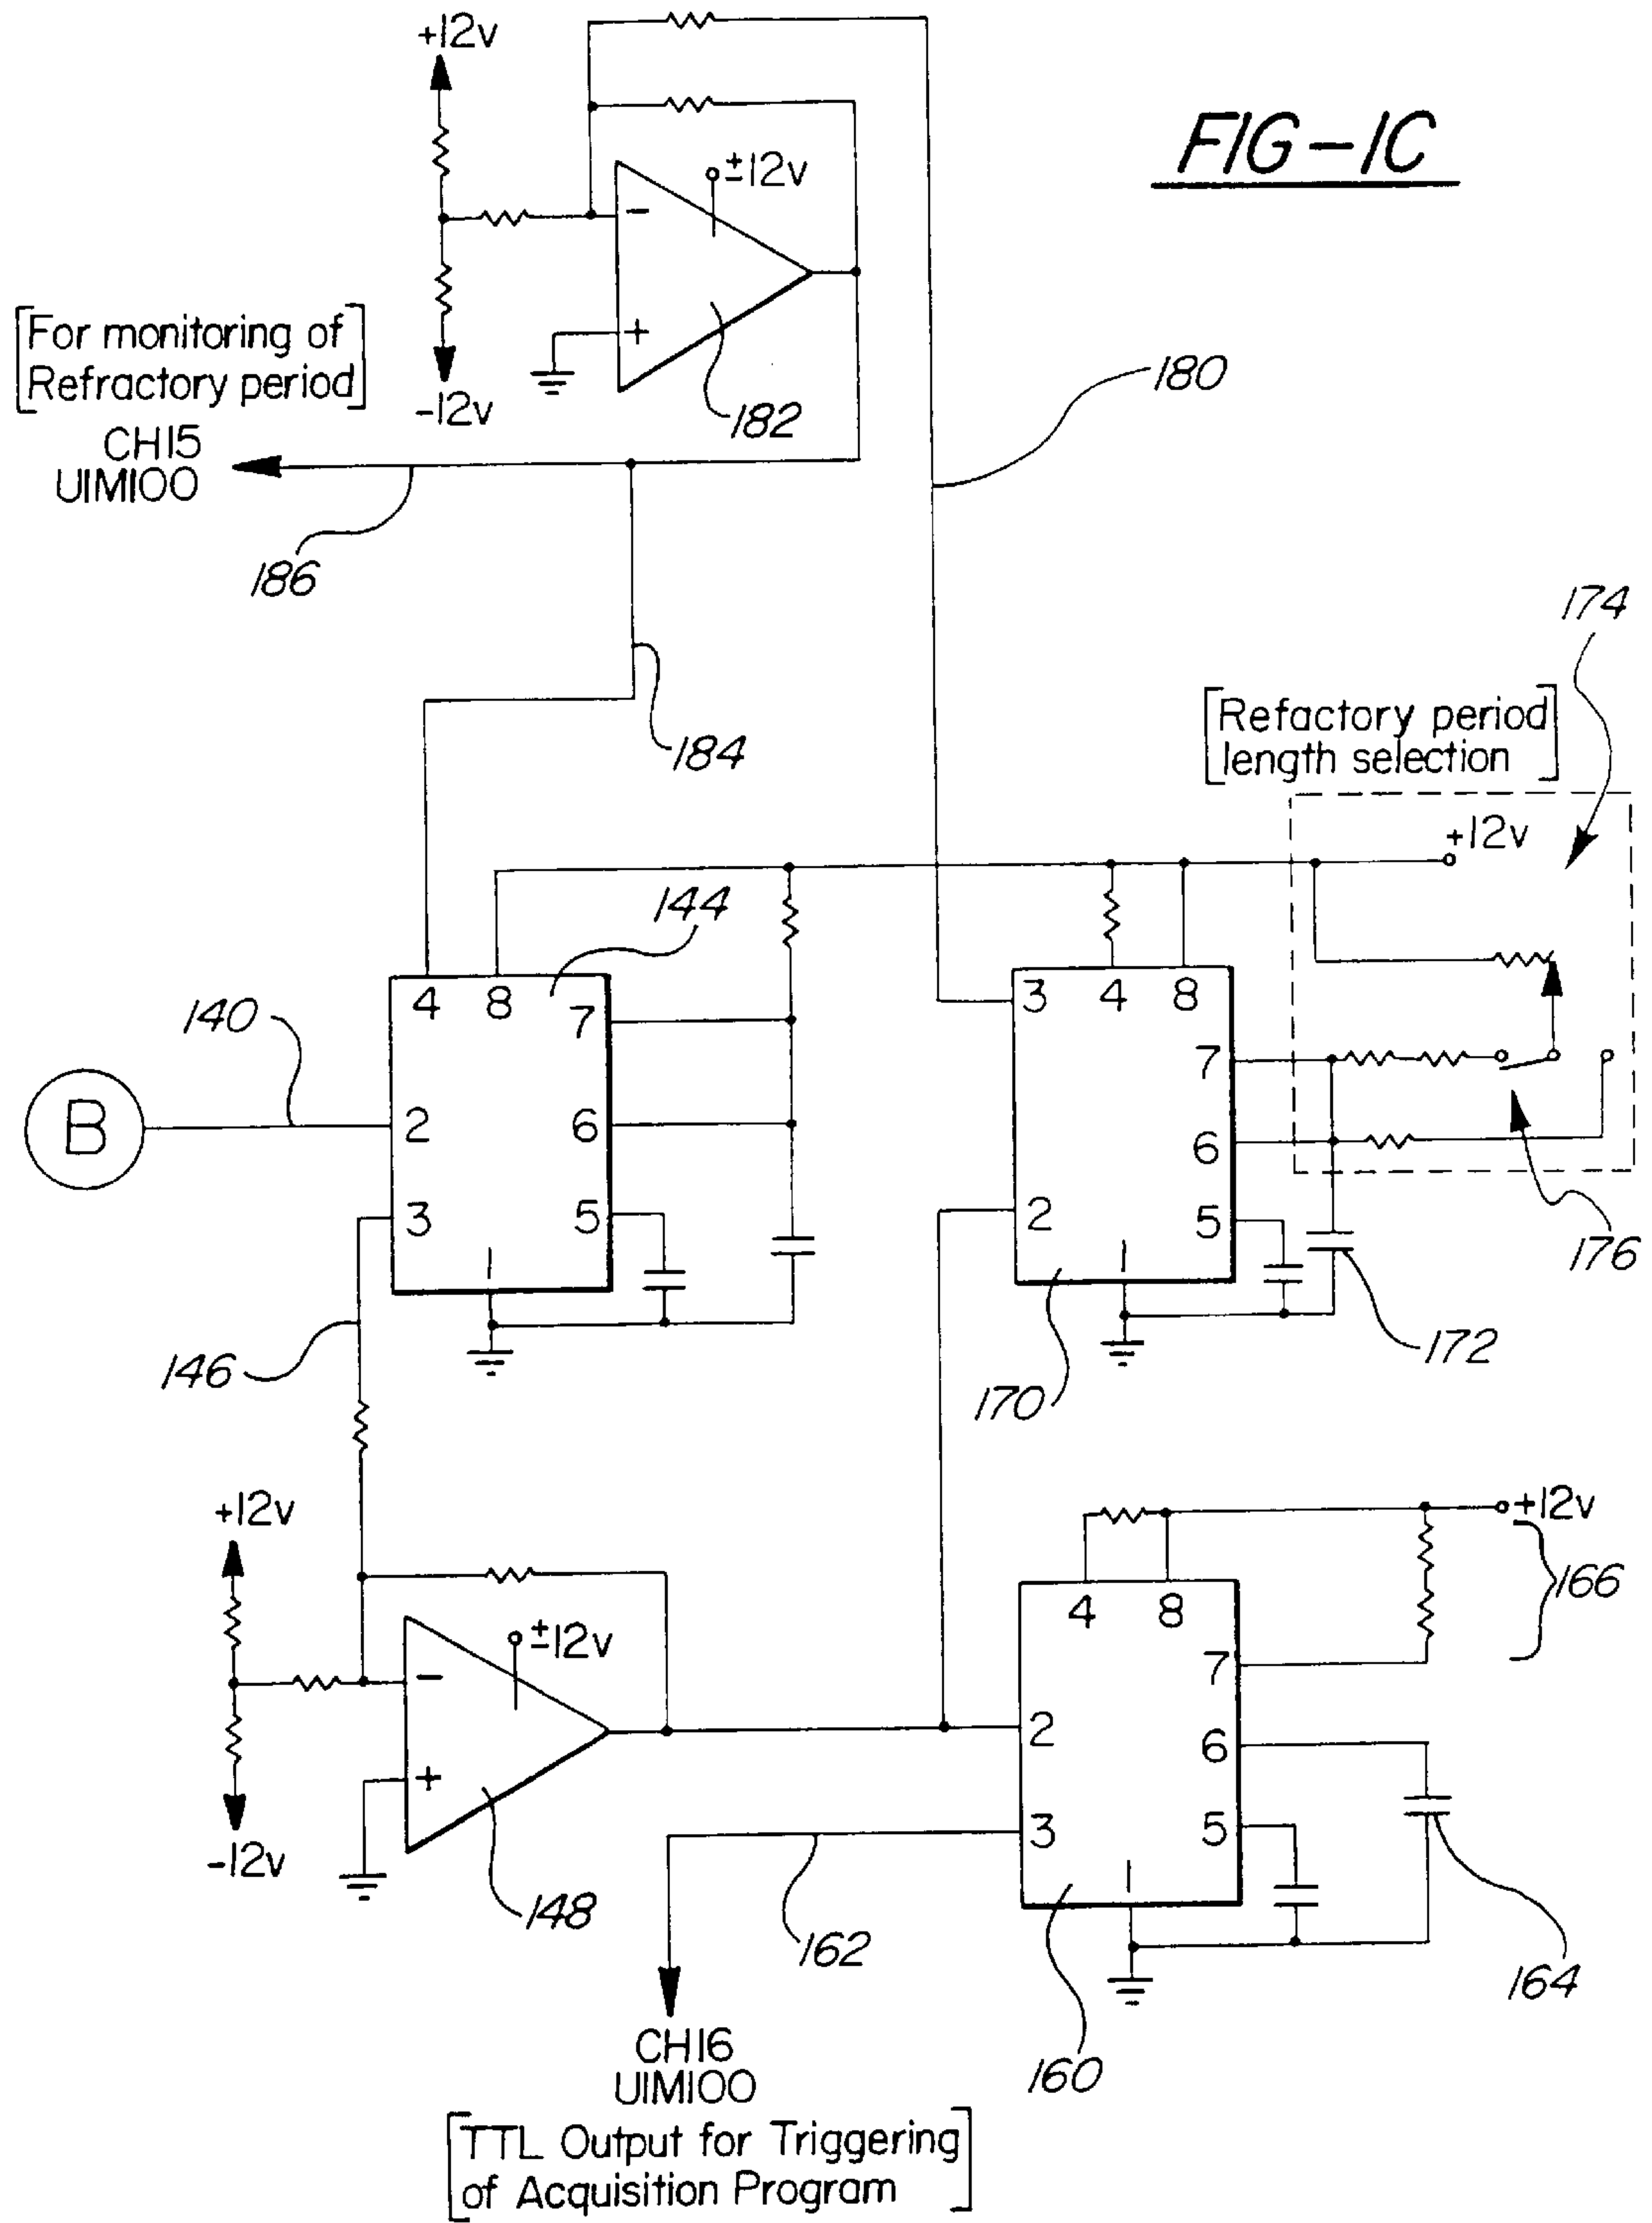 FIG-1C
+12v
±12v
-
+
-12v
182
[For monitoring of
Refractory period]
CH15
UIM100
186
180
184
174
[Refactory period
length selection]
+12v
144
4 8 7
6
5
2
3
1
140
B
146
3 4 8
7
6
5
2
1
176
172
170
+12v
±12v
-
+
-12v
148
+12v
166
4 8
7
6
5
2
3
1
162
164
160
CH16
UIM100
[TTL Output for Triggering
of Acquisition Program]